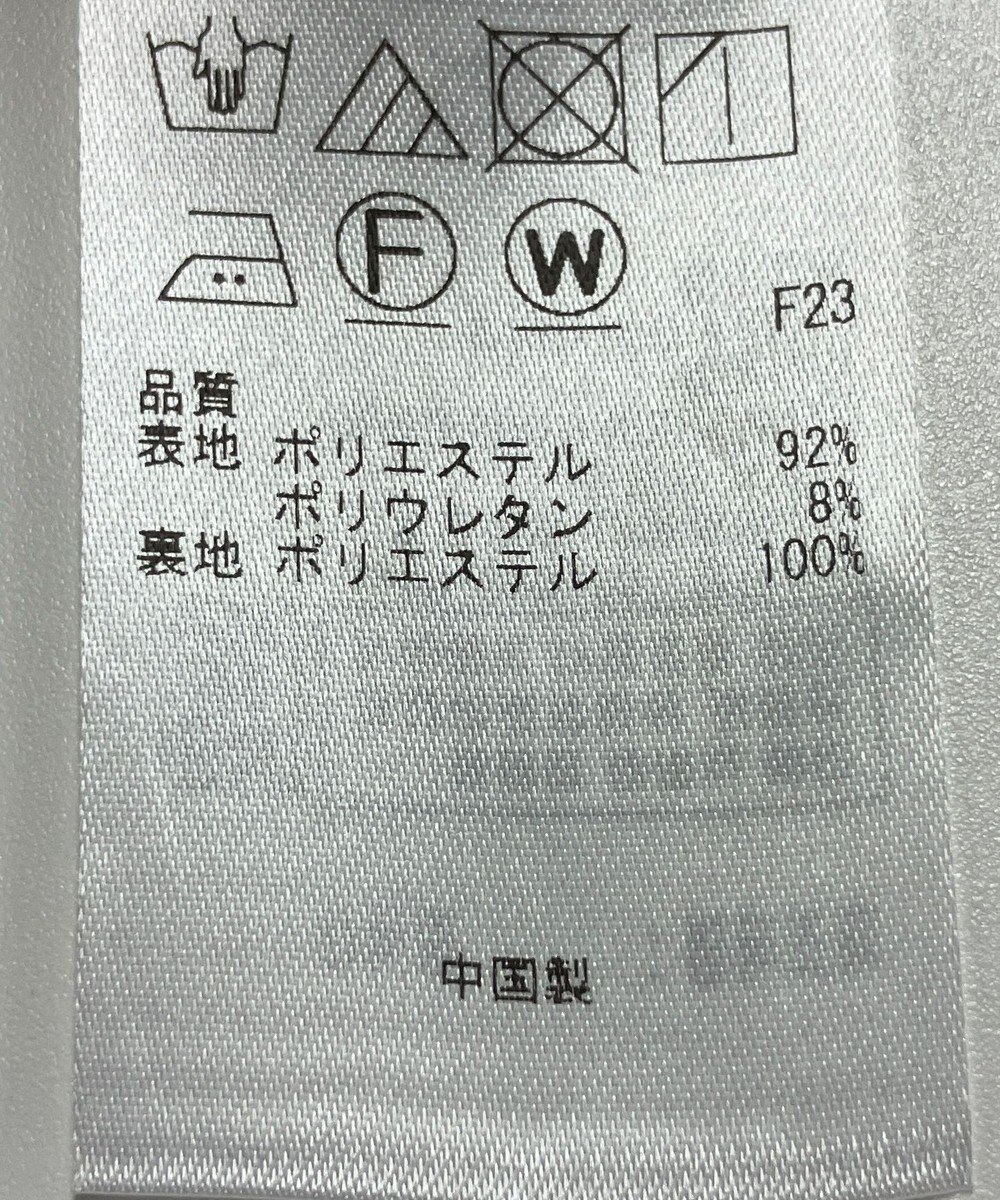 F
W
F23
品質
表地 ポリエステル 92%
ポリウレタン 8%
裏地 ポリエステル 100%
中国製